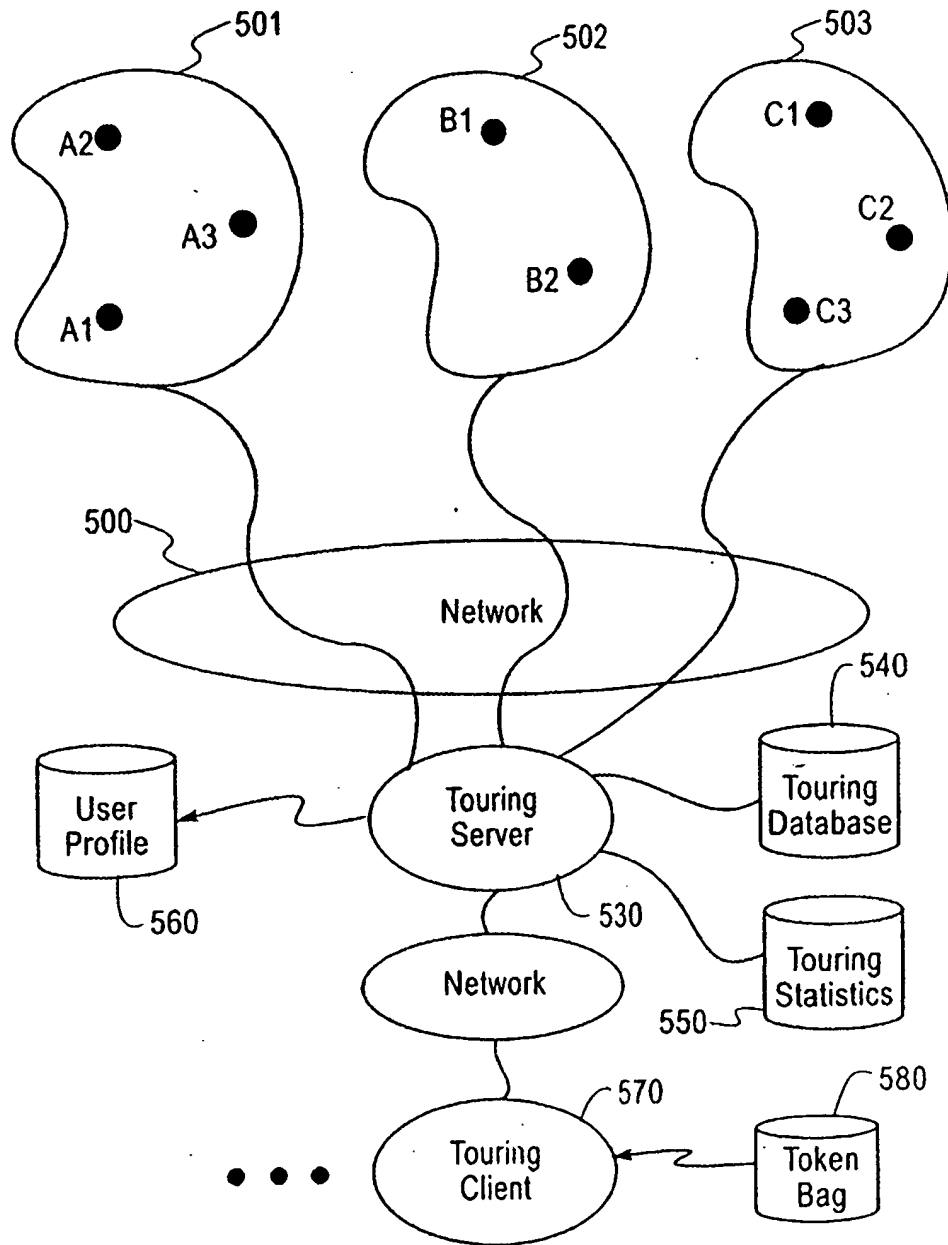 501
502
503
A2
A3
A1
B1
B2
C1
C2
C3
500
Network
540
User
Profile
560
Touring
Server
530
Touring
Database
Network
Touring
Statistics
550
570
580
Touring
Client
Token
Bag